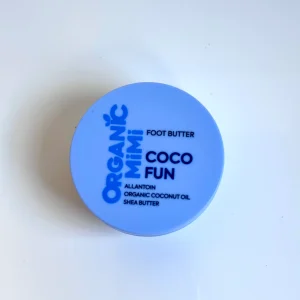 ORGANIC
MiMi
FOOT BUTTER
COCO
FUN
ALLANTOIN
ORGANIC COCONUT OIL
SHEA BUTTER